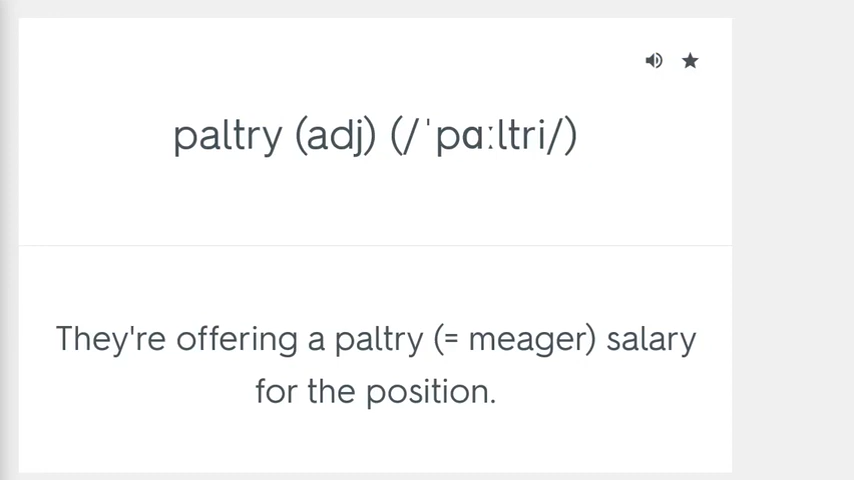 paltry (adj) (/ˈpɑːltri/)
They're offering a paltry (= meager) salary
for the position.